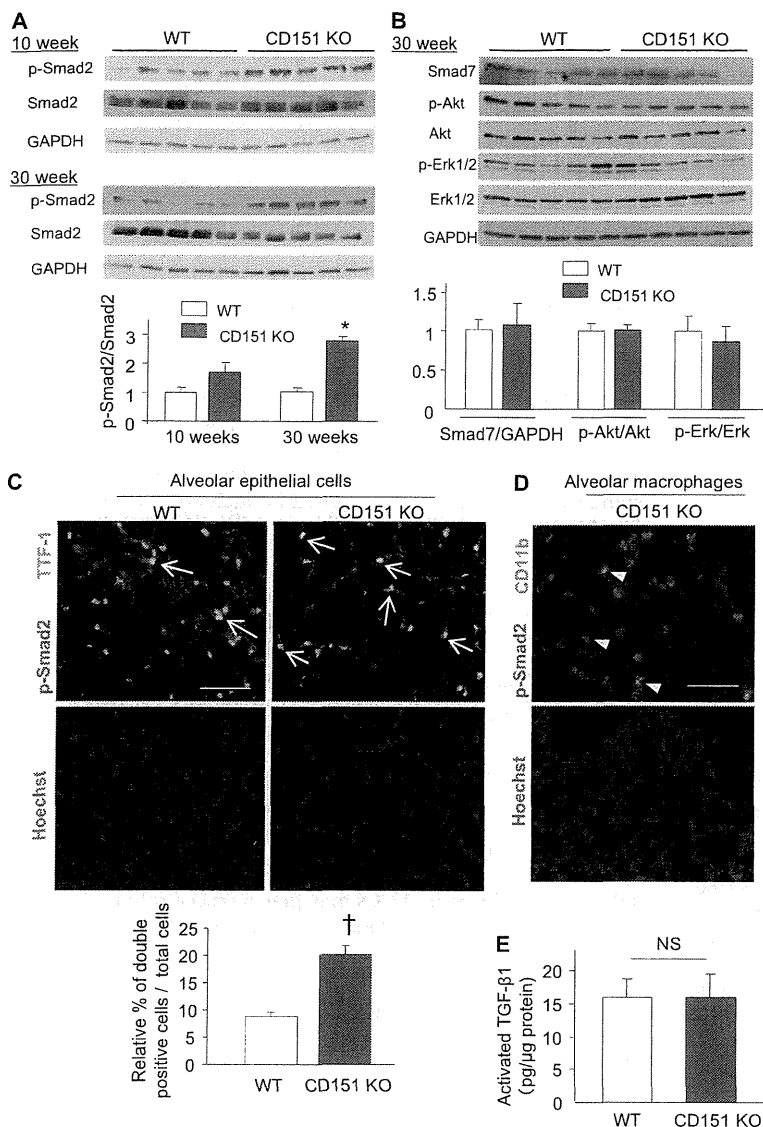 A
10 week
WT
CD151 KO
p-Smad2
Smad2
GAPDH
30 week
p-Smad2
Smad2
GAPDH
WT
CD151 KO
p-Smad2/Smad2
4
3
2
1
0
*
10 weeks
30 weeks
B
30 week
WT
CD151 KO
Smad7
p-Akt
Akt
p-Erk1/2
Erk1/2
GAPDH
WT
CD151 KO
1.5
1
0.5
0
Smad7/GAPDH
p-Akt/Akt
p-Erk/Erk
C
Alveolar epithelial cells
WT
CD151 KO
TTF-1
p-Smad2
Hoechst
Relative % of double
positive cells / total cells
25
20
15
10
5
0
†
WT
CD151 KO
D
Alveolar macrophages
CD151 KO
CD11b
p-Smad2
Hoechst
E
Activated TGF-β1
(pg/μg protein)
20
15
10
5
0
NS
WT
CD151 KO